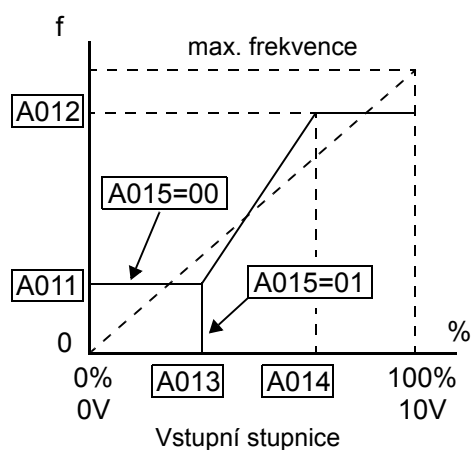 f
max. frekvence
A012
A015=00
A011
A015=01
0
%
0%
A013
A014
100%
0V
10V
Vstupní stupnice